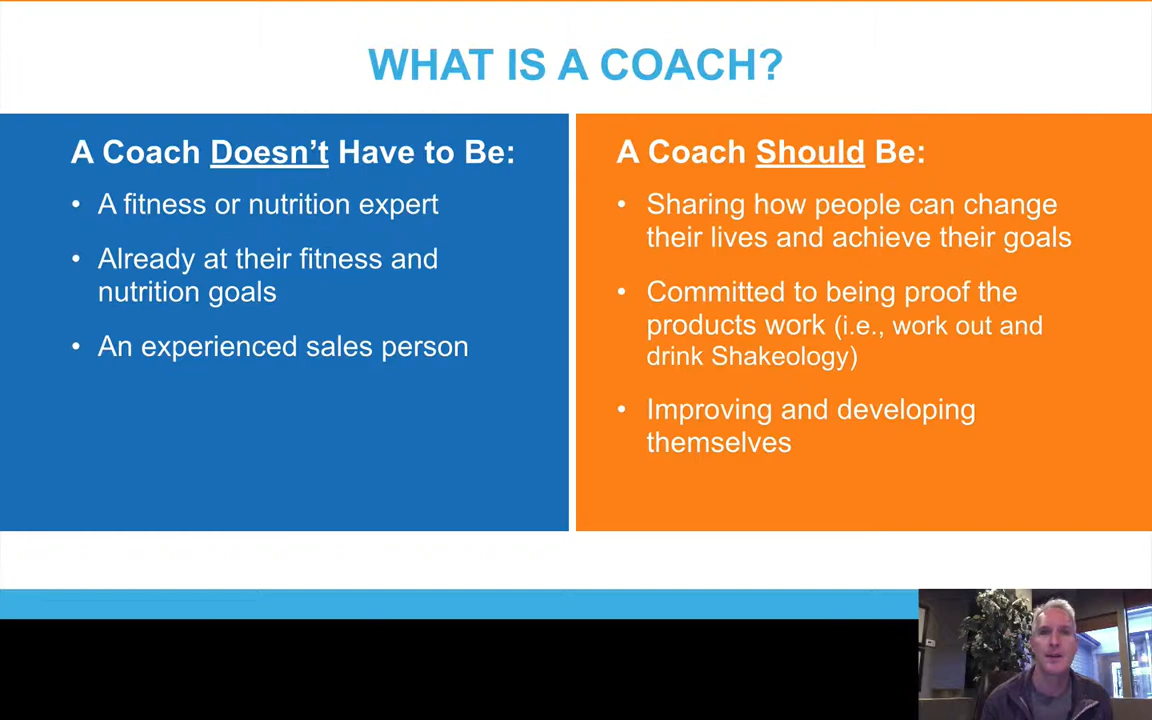 WHAT IS A COACH?
A Coach Doesn’t Have to Be:
• A fitness or nutrition expert
• Already at their fitness and
nutrition goals
• An experienced sales person
A Coach Should Be:
• Sharing how people can change
their lives and achieve their goals
• Committed to being proof the
products work (i.e., work out and
drink Shakeology)
• Improving and developing
themselves